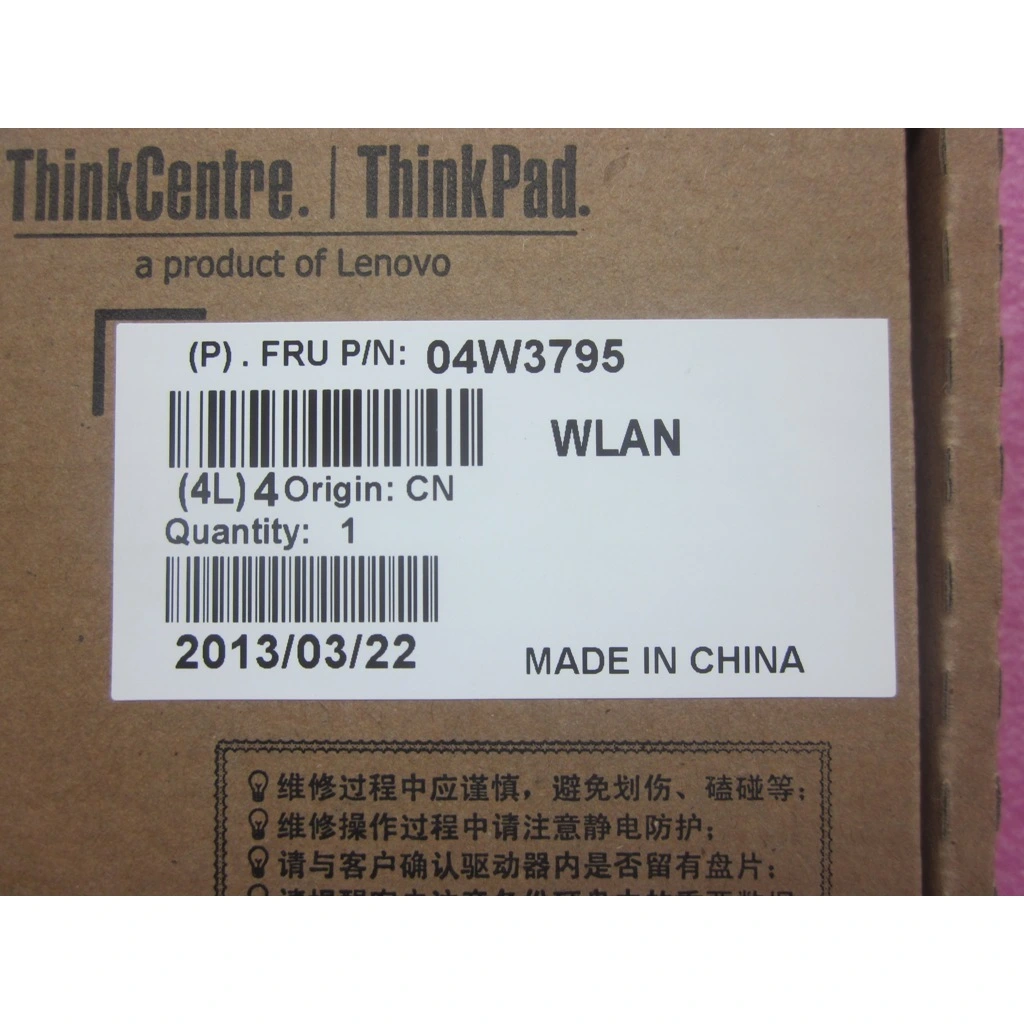 ThinkCentre. | ThinkPad.
a product of Lenovo
(P) . FRU P/N: 04W3795
WLAN
(4L) 4 Origin: CN
Quantity: 1
2013/03/22
MADE IN CHINA
维修过程中应谨慎，避免划伤、磕碰等；
维修操作过程中请注意静电防护；
请与客户确认驱动器内是否留有盘片；